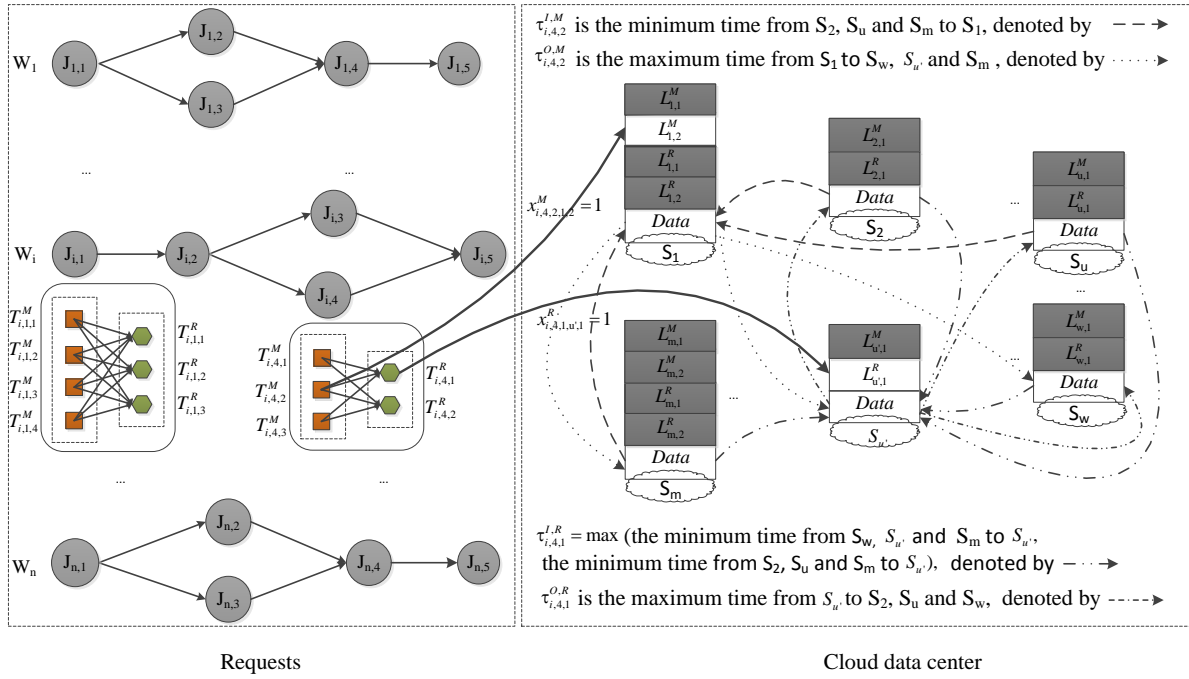 W1
J1,1
J1,2
J1,3
J1,4
J1,5
...
...
Wi
Ji,1
Ji,2
Ji,3
Ji,4
Ji,5
T^M_{i,1,1}
T^M_{i,1,2}
T^M_{i,1,3}
T^M_{i,1,4}
T^R_{i,1,1}
T^R_{i,1,2}
T^R_{i,1,3}
T^M_{i,4,1}
T^M_{i,4,2}
T^M_{i,4,3}
T^R_{i,4,1}
T^R_{i,4,2}
...
...
Wn
Jn,1
Jn,2
Jn,3
Jn,4
Jn,5
Requests
τ^{I,M}_{i,4,2} is the minimum time from S2, Su and Sm to S1, denoted by
τ^{O,M}_{i,4,2} is the maximum time from S1 to Sw, Su' and Sm , denoted by
L^M_{1,1}
L^M_{1,2}
L^R_{1,1}
L^R_{1,2}
Data
S1
x^M_{i,4,2,1,2} = 1
L^M_{2,1}
L^R_{2,1}
Data
S2
...
L^M_{u,1}
L^R_{u,1}
Data
Su
...
x^R_{i,4,1,u',1} = 1
L^M_{m,1}
L^M_{m,2}
L^R_{m,1}
L^R_{m,2}
Data
Sm
...
L^M_{u',1}
L^R_{u',1}
Data
Su'
...
L^M_{w,1}
L^R_{w,1}
Data
Sw
τ^{I,R}_{i,4,1} = max (the minimum time from Sw, Su' and Sm to Su',
the minimum time from S2, Su and Sm to Su'), denoted by
τ^{O,R}_{i,4,1} is the maximum time from Su' to S2, Su and Sw, denoted by
Cloud data center